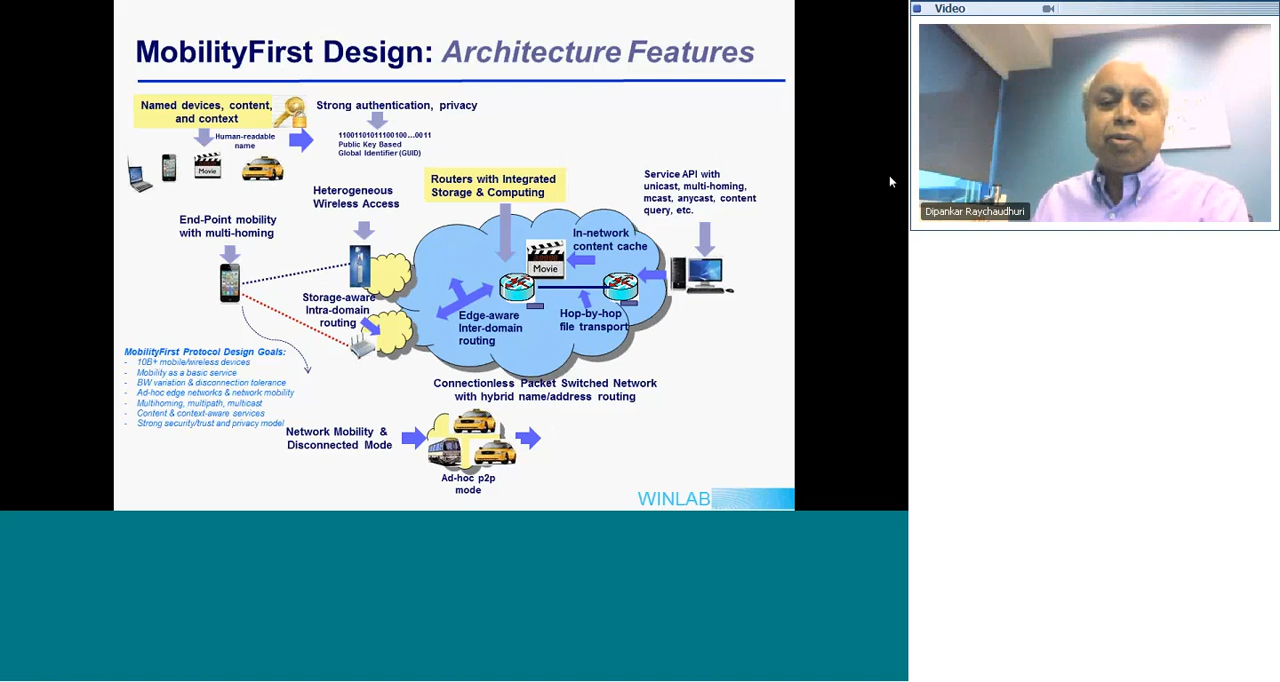 Video
MobilityFirst Design: Architecture Features
Named devices, content,
and context
Strong authentication, privacy
Human-readable
name
11001101011100100…0011
Public Key Based
Global Identifier (GUID)
Movie
Routers with Integrated
Storage & Computing
Service API with
unicast, multi-homing,
mcast, anycast, content
query, etc.
Heterogeneous
Wireless Access
End-Point mobility
with multi-homing
In-network
content cache
Movie
Storage-aware
Intra-domain
routing
Edge-aware
Inter-domain
routing
Hop-by-hop
file transport
MobilityFirst Protocol Design Goals:
- 10B+ mobile/wireless devices
- Mobility as a basic service
- BW variation & disconnection tolerance
- Ad-hoc edge networks & network mobility
- Multihoming, multipath, multicast
- Content & context-aware services
- Strong security/trust and privacy model
Connectionless Packet Switched Network
with hybrid name/address routing
Network Mobility &
Disconnected Mode
Ad-hoc p2p
mode
WINLAB
Dipankar Raychaudhuri